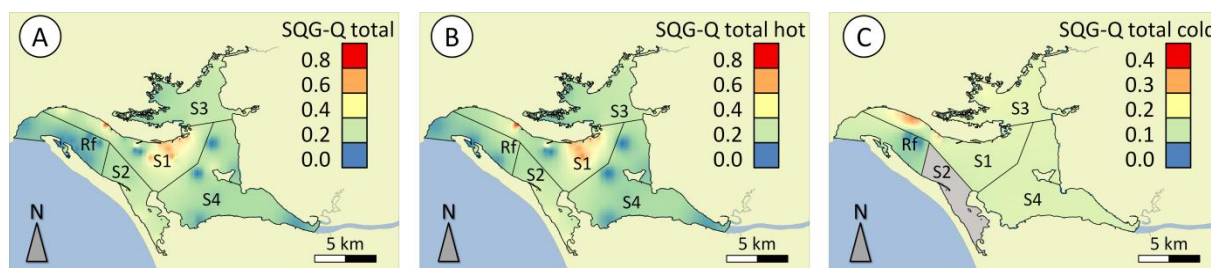 A
SQG-Q total
0.8
0.6
0.4
0.2
0.0
S3
Rf
S1
S2
S4
N
5 km
B
SQG-Q total hot
0.8
0.6
0.4
0.2
0.0
S3
Rf
S1
S2
S4
N
5 km
C
SQG-Q total cold
0.4
0.3
0.2
0.1
0.0
S3
Rf
S1
S2
S4
N
5 km